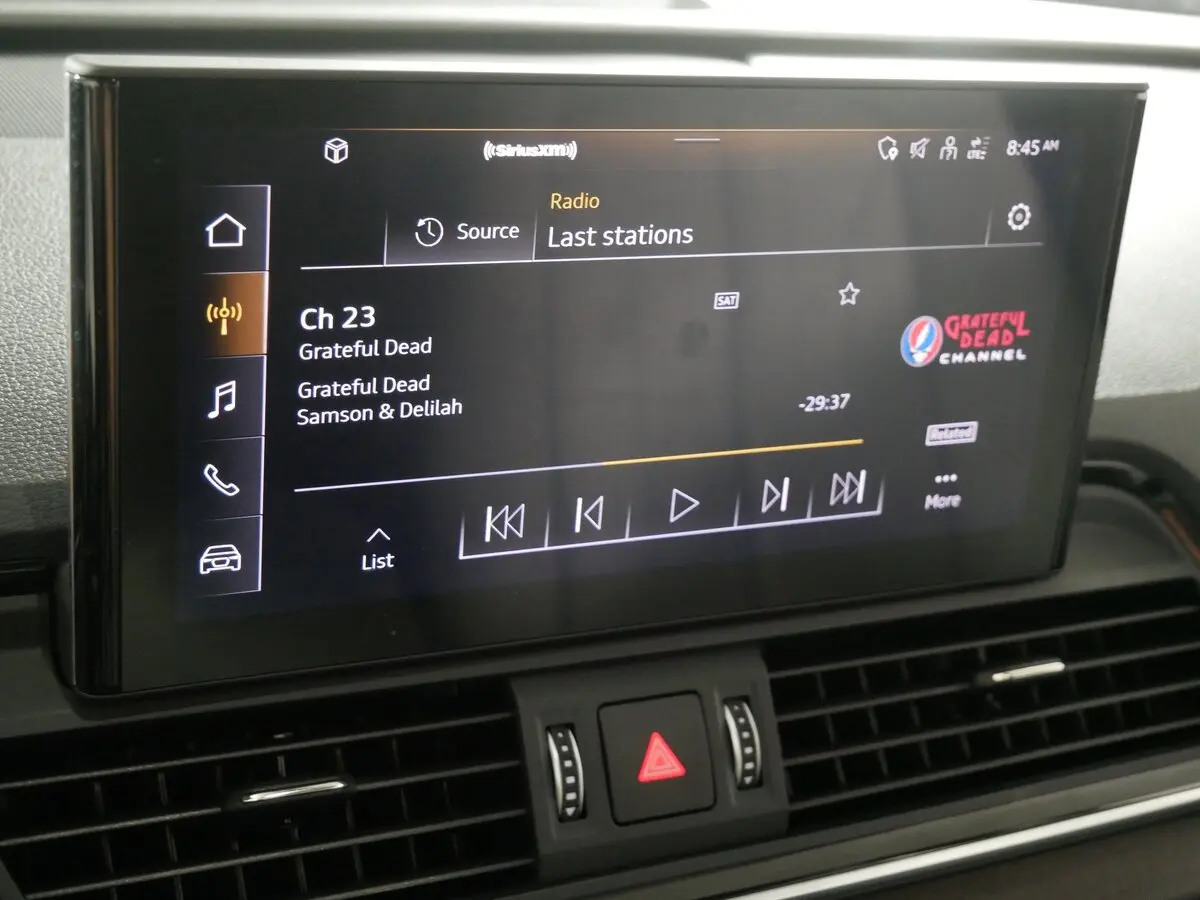 ((SiriusXM))
LTE
8:45 AM
Radio
Source
Last stations
SAT
Ch 23
Grateful Dead
GRATEFUL
DEAD
CHANNEL
Grateful Dead
Samson & Delilah
-29:37
Related
More
List